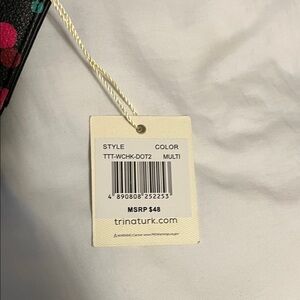 STYLE COLOR
TTT-WCHK-DOT2 MULTI
4 890808 252253
MSRP $48
trinaturk.com